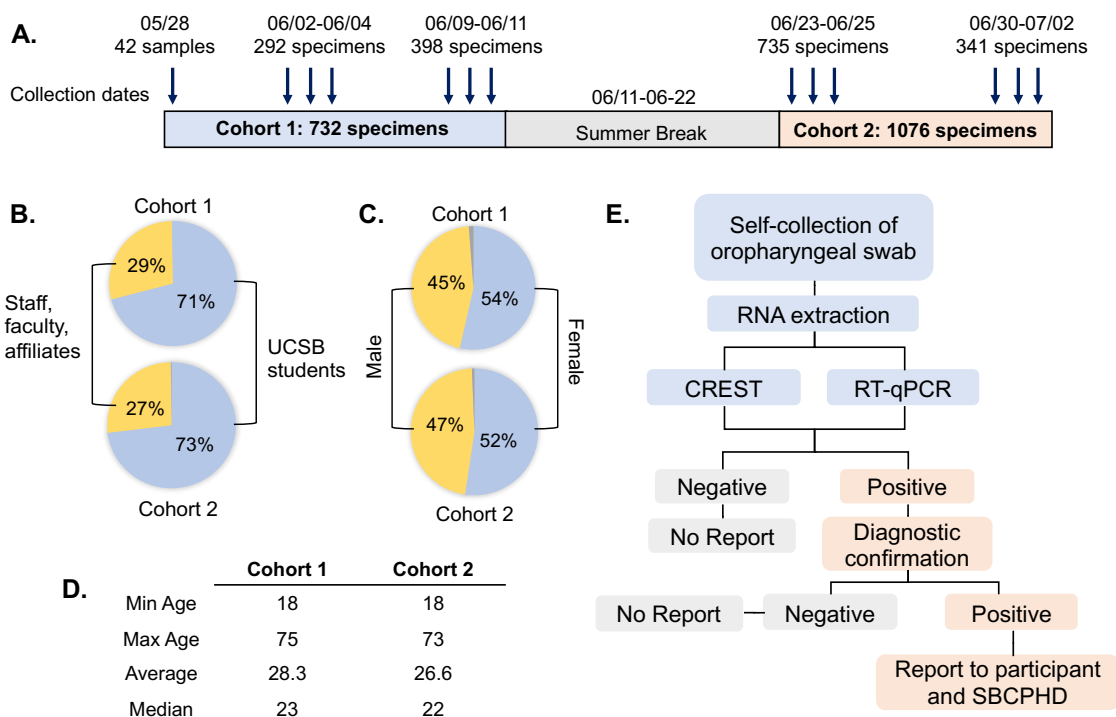 A.
05/28
42 samples
06/02-06/04
292 specimens
06/09-06/11
398 specimens
06/23-06/25
735 specimens
06/30-07/02
341 specimens
Collection dates
06/11-06-22
Cohort 1: 732 specimens
Summer Break
Cohort 2: 1076 specimens
B.
Cohort 1
29%
71%
Staff,
faculty,
affiliates
UCSB
students
27%
73%
Cohort 2
C.
Cohort 1
45%
54%
Male
Female
47%
52%
Cohort 2
D.
Cohort 1 Cohort 2
Min Age 18 18
Max Age 75 73
Average 28.3 26.6
Median 23 22
E.
Self-collection of
oropharyngeal swab
RNA extraction
CREST
RT-qPCR
Negative
Positive
No Report
Diagnostic
confirmation
No Report
Negative
Positive
Report to participant
and SBCPHD